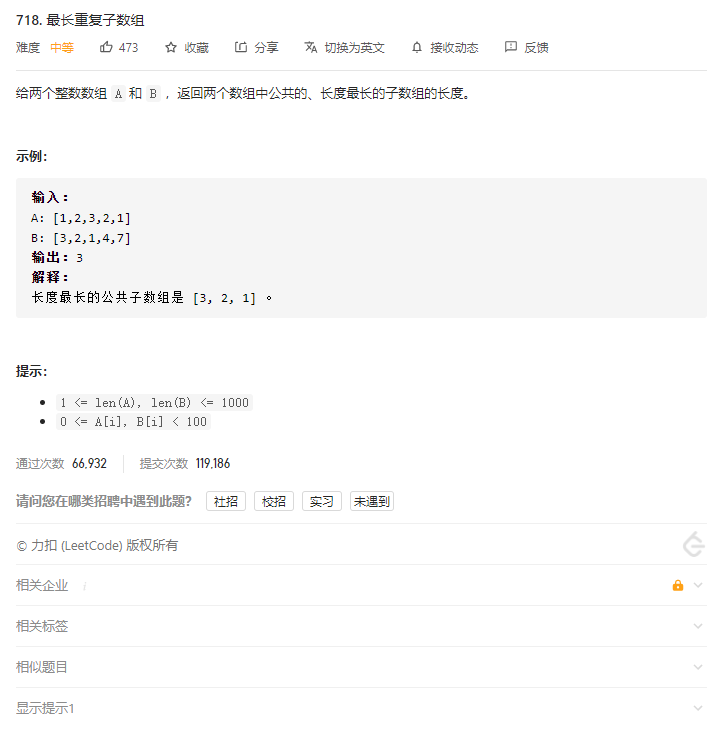 718. 最长重复子数组
难度 中等 473 收藏 分享 切换为英文 接收动态 反馈
给两个整数数组 A 和 B ，返回两个数组中公共的、长度最长的子数组的长度。
示例：
输入：
A: [1,2,3,2,1]
B: [3,2,1,4,7]
输出：3
解释：
长度最长的公共子数组是 [3, 2, 1] 。
提示：
1 <= len(A), len(B) <= 1000
0 <= A[i], B[i] < 100
通过次数 66,932 提交次数 119,186
请问您在哪类招聘中遇到此题？ 社招 校招 实习 未遇到
© 力扣 (LeetCode) 版权所有
相关企业 i
相关标签
相似题目
显示提示1